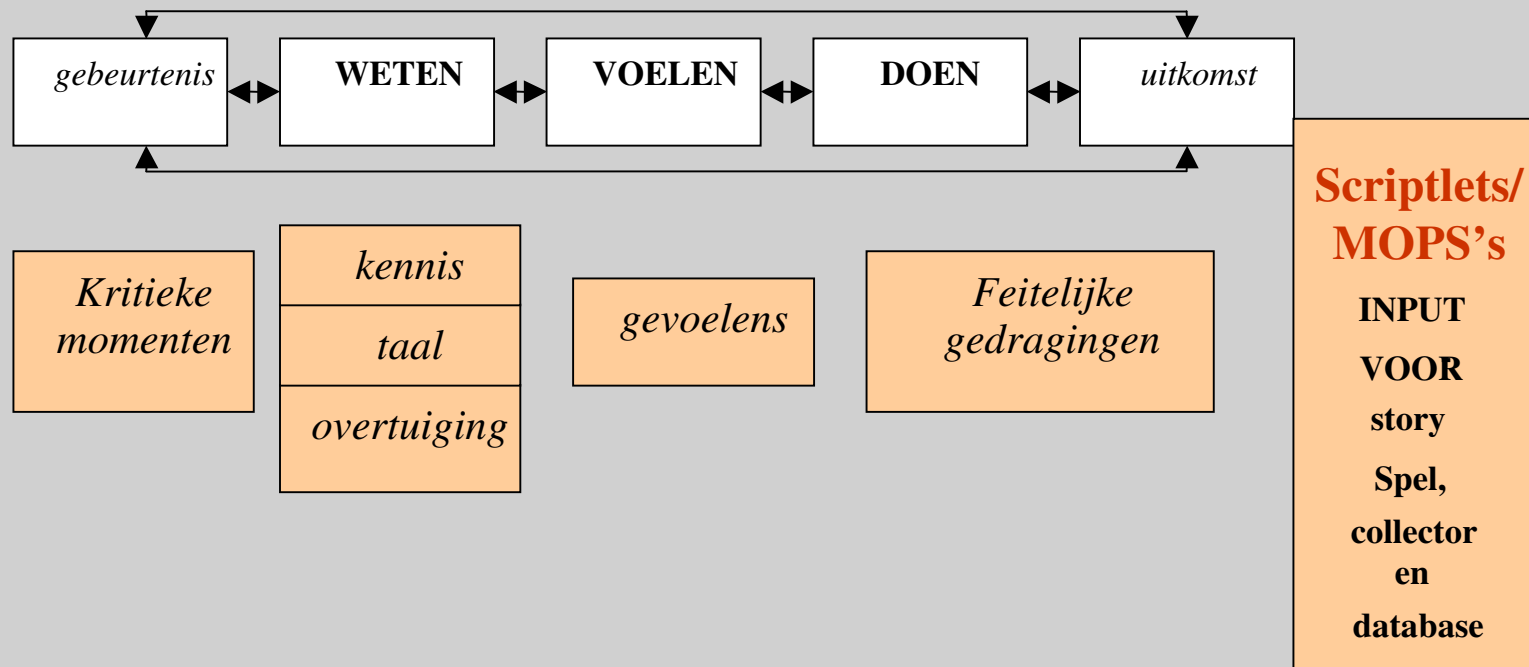 gebeurtenis
WETEN
VOELEN
DOEN
uitkomst
Kritieke
momenten
kennis
taal
overtuiging
gevoelens
Feitelijke
gedragingen
Scriptlets/
MOPS’s
INPUT
VOOR
story
Spel,
collector
en
database